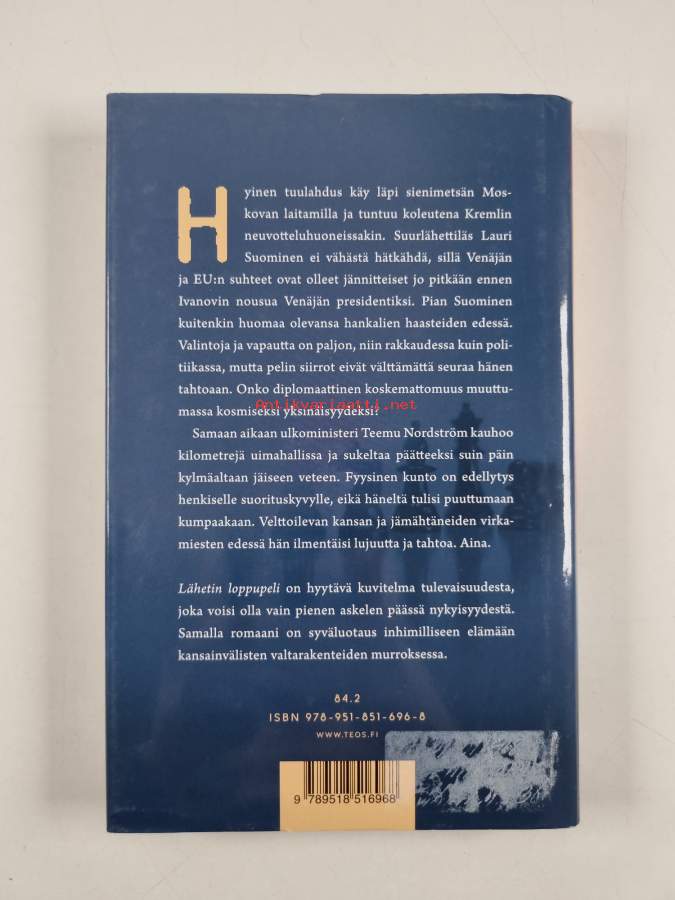 Hyinen tuulahdus käy läpi sienimetsän Mos-
kovan laitamilla ja tuntuu koleutena Kremlin
neuvotteluhuoneissakin. Suurlähettiläs Lauri
Suominen ei vähästä hätkähdä, sillä Venäjän
ja EU:n suhteet ovat olleet jännitteiset jo pitkään ennen
Ivanovin nousua Venäjän presidentiksi. Pian Suominen
kuitenkin huomaa olevansa hankalien haasteiden edessä.
Valintoja ja vapautta on paljon, niin rakkaudessa kuin poli-
tiikassa, mutta pelin siirrot eivät välttämättä seuraa hänen
tahtoaan. Onko diplomaattinen koskemattomuus muuttu-
massa kosmiseksi yksinäisyydeksi?
Antikvariaatti.net
Samaan aikaan ulkoministeri Teemu Nordström kauhoo
kilometrejä uimahallissa ja sukeltaa päätteeksi suin päin
kylmäaltaan jäiseen veteen. Fyysinen kunto on edellytys
henkiselle suorituskyvylle, eikä häneltä tulisi puuttumaan
kumpaakaan. Velttoilevan kansan ja jämähtäneiden virka-
miesten edessä hän ilmentäisi lujuutta ja tahtoa. Aina.
Lähetin loppupeli on hyytävä kuvitelma tulevaisuudesta,
joka voisi olla vain pienen askelen päässä nykyisyydestä.
Samalla romaani on syväluotaus inhimilliseen elämään
kansainvälisten valtarakenteiden murroksessa.
84.2
ISBN 978-951-851-696-8
WWW.TEOS.FI
9 789518 516968